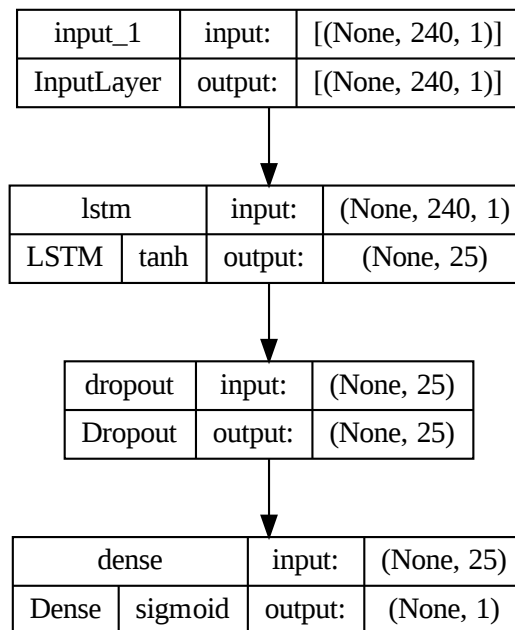 input_1 input: [(None, 240, 1)]
InputLayer output: [(None, 240, 1)]
lstm input: (None, 240, 1)
LSTM tanh output: (None, 25)
dropout input: (None, 25)
Dropout output: (None, 25)
dense input: (None, 25)
Dense sigmoid output: (None, 1)